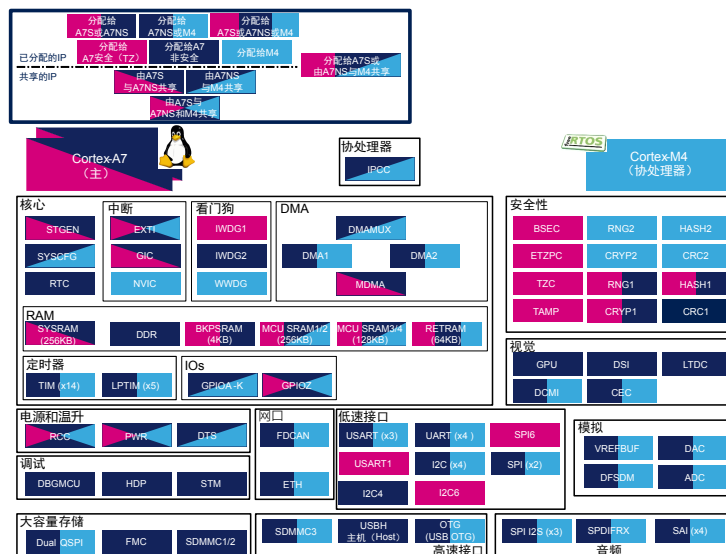 分配给
A7S或A7NS
分配给
A7NS或M4
分配给
A7S或A7NS或M4
分配给
A7安全（TZ）
分配给A7
非安全
分配给M4
已分配的IP
共享的IP
由A7S
与A7NS共享
由A7NS
与M4共享
分配给A7S或
由A7NS与M4共享
由A7S与
A7NS和M4共享
Cortex-A7
（主）
协处理器
IPCC
RTOS
Cortex-M4
(协处理器）
核心
STGEN
SYSCFG
RTC
中断
EXTI
GIC
NVIC
看门狗
IWDG1
IWDG2
WWDG
DMA
DMAMUX
DMA1
DMA2
MDMA
RAM
SYSRAM
(256KB)
DDR
BKPSRAM
(4KB)
MCU SRAM1/2
(256KB)
MCU SRAM3/4
(128KB)
RETRAM
(64KB)
定时器
TIM (x14)
LPTIM (x5)
IOs
GPIOA -K
GPIOZ
安全性
BSEC
RNG2
HASH2
ETZPC
CRYP2
CRC2
TZC
RNG1
HASH1
TAMP
CRYP1
CRC1
视觉
GPU
DSI
LTDC
DCMI
CEC
电源和温升
RCC
PWR
DTS
调试
DBGMCU
HDP
STM
网口
FDCAN
ETH
低速接口
USART (x3)
UART (x4 )
SPI6
USART1
I2C (x4)
SPI (x2)
I2C4
I2C6
模拟
VREFBUF
DAC
DFSDM
ADC
大容量存储
Dual QSPI
FMC
SDMMC1/2
SDMMC3
USBH
主机（Host）
OTG
(USB OTG)
高速接口
SPI I2S (x3)
SPDIFRX
SAI (x4)
音频